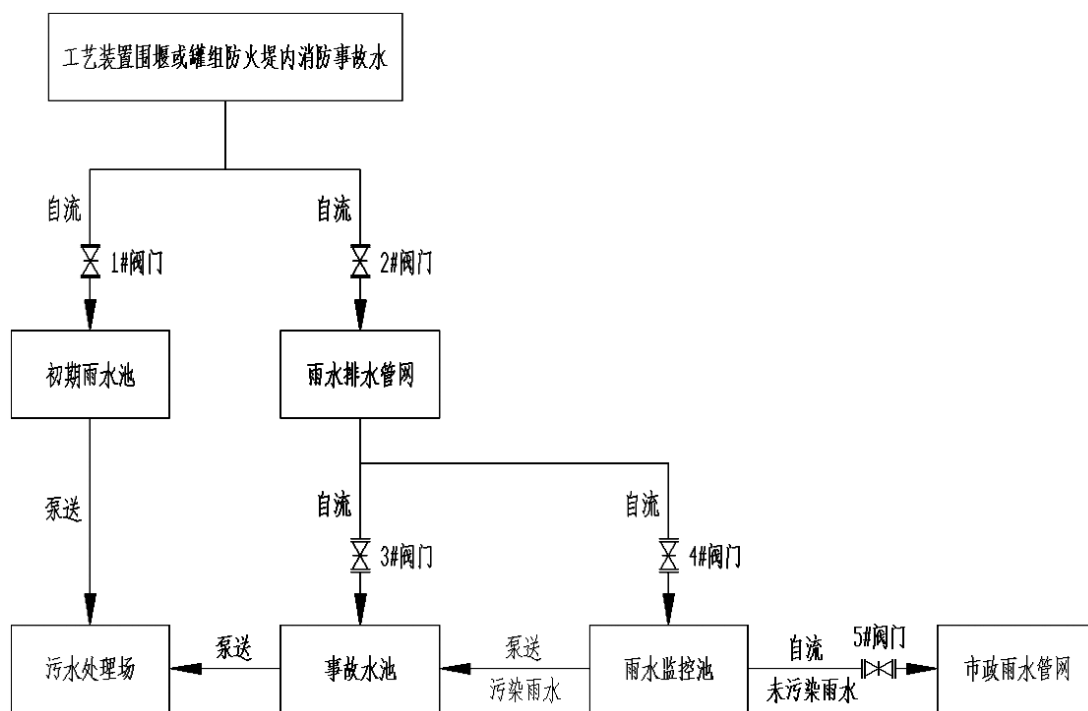 工艺装置围堰或罐组防火堤内消防事故水
自流
自流
1#阀门
2#阀门
初期雨水池
雨水排水管网
泵送
自流
自流
3#阀门
4#阀门
污水处理场
泵送
事故水池
泵送
污染雨水
雨水监控池
自流
未污染雨水
5#阀门
市政雨水管网